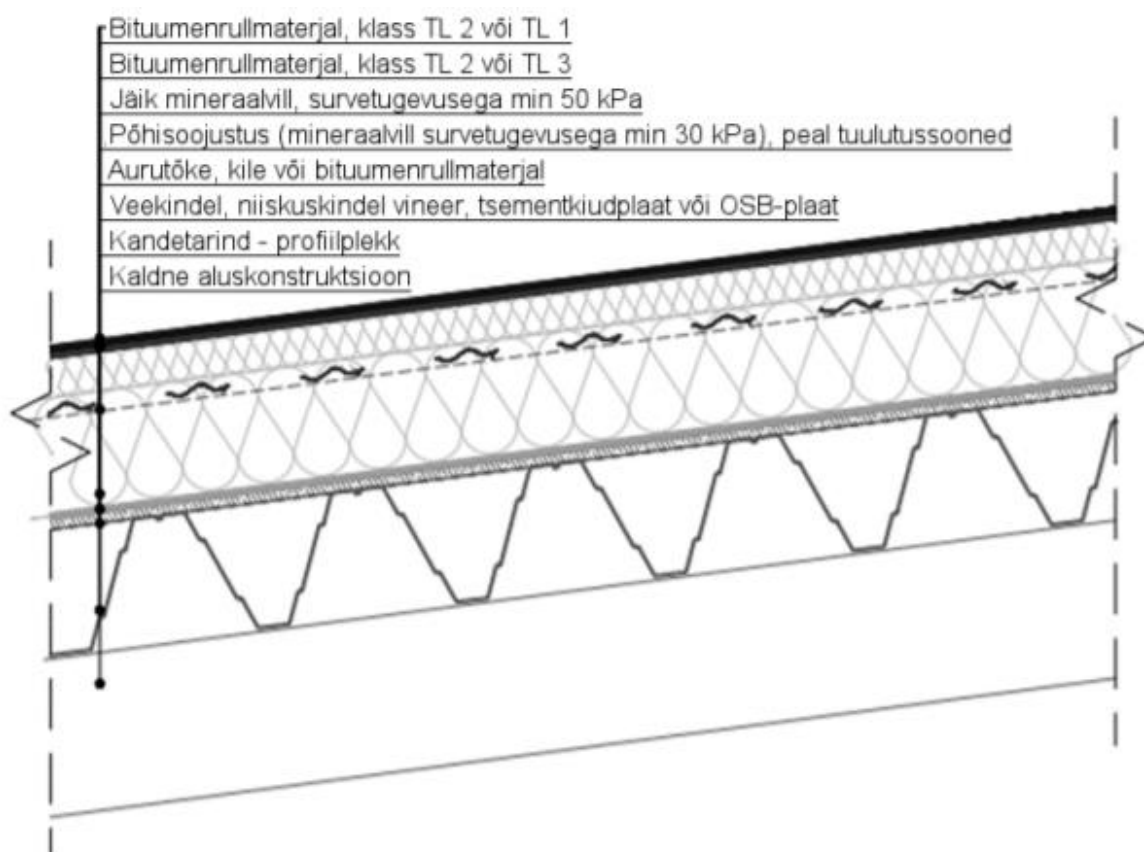 Bituumenrullmaterjal, klass TL 2 või TL 1
Bituumenrullmaterjal, klass TL 2 või TL 3
Jäik mineraalvill, survetugevusega min 50 kPa
Põhisoojustus (mineraalvill survetugevusega min 30 kPa), peal tuulutussooned
Aurutõke, kile või bituumenrullmaterjal
Veekindel, niiskuskindel vineer, tsementkiudplaat või OSB-plaat
Kandetarind - profiilplekk
Kaldne aluskonstruktsioon